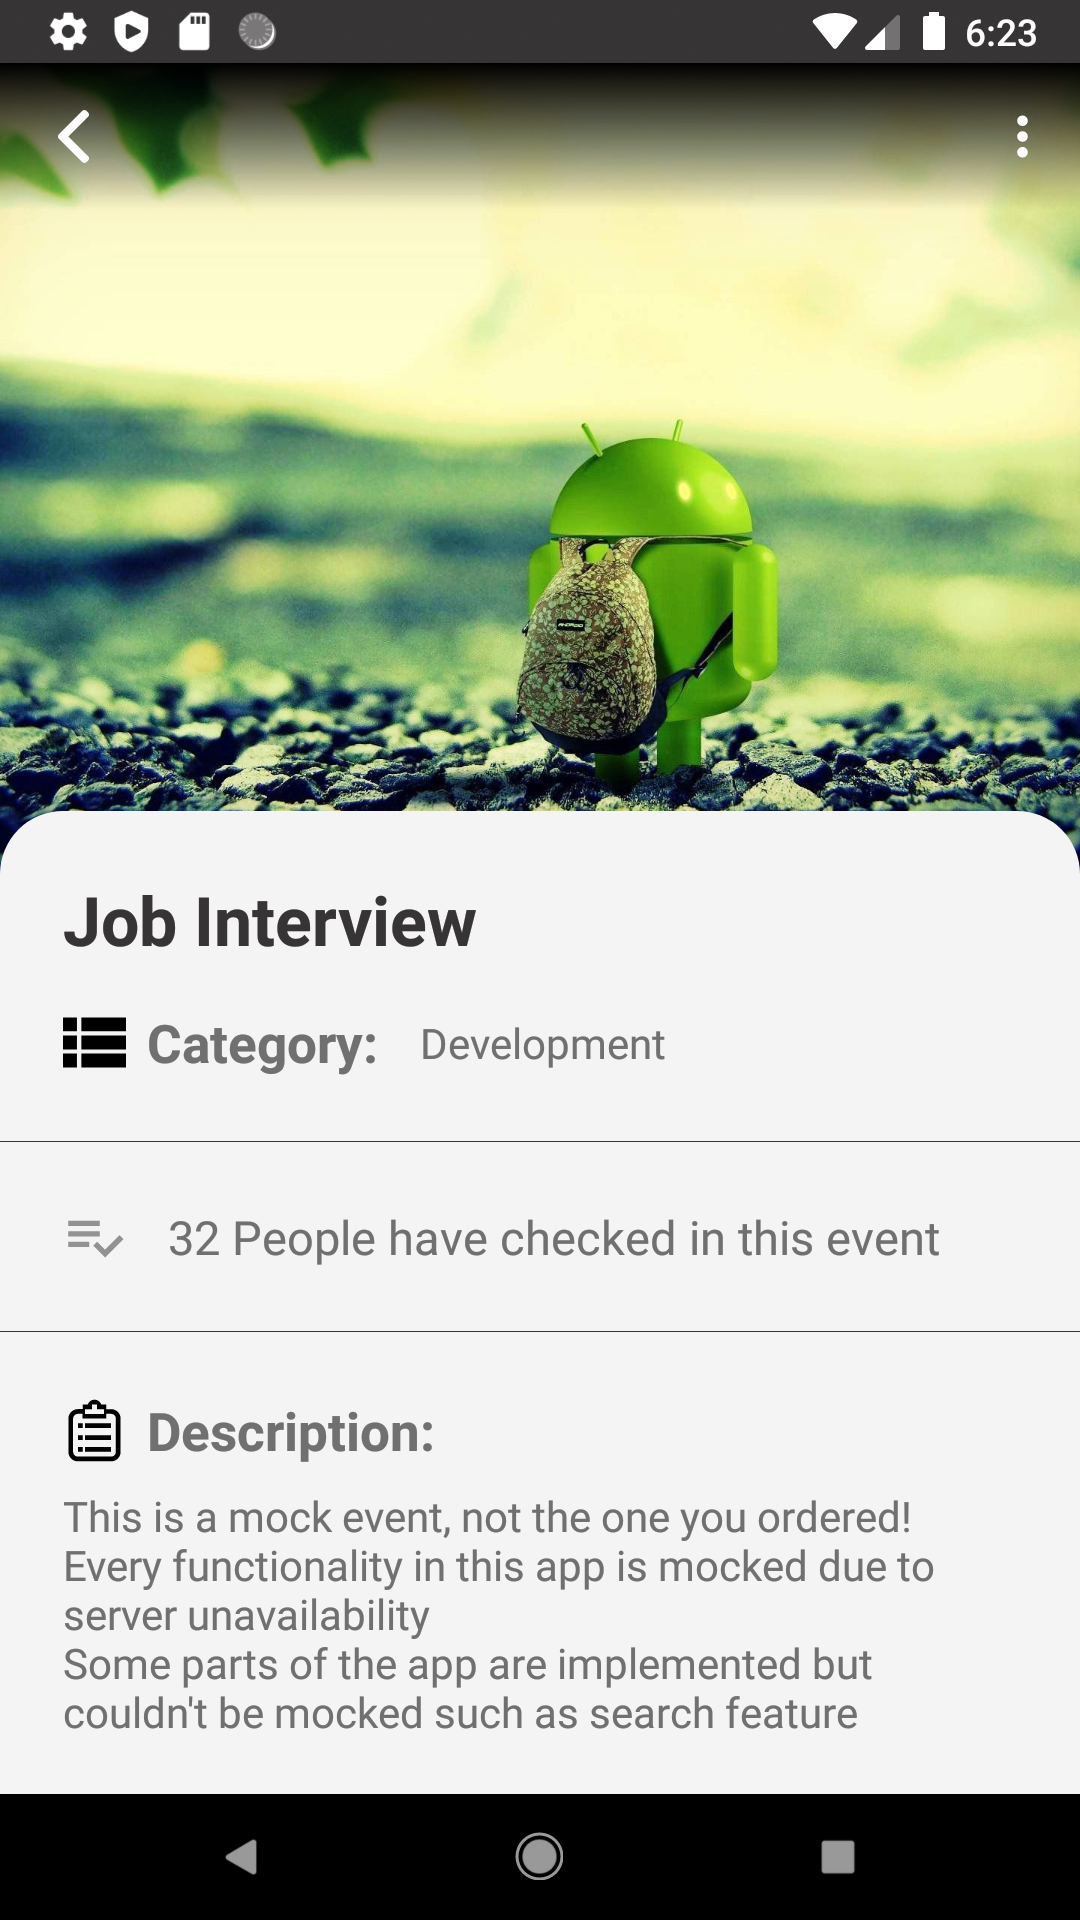 6:23
Job Interview
Category: Development
32 People have checked in this event
Description:
This is a mock event, not the one you ordered!
Every functionality in this app is mocked due to
server unavailability
Some parts of the app are implemented but
couldn't be mocked such as search feature